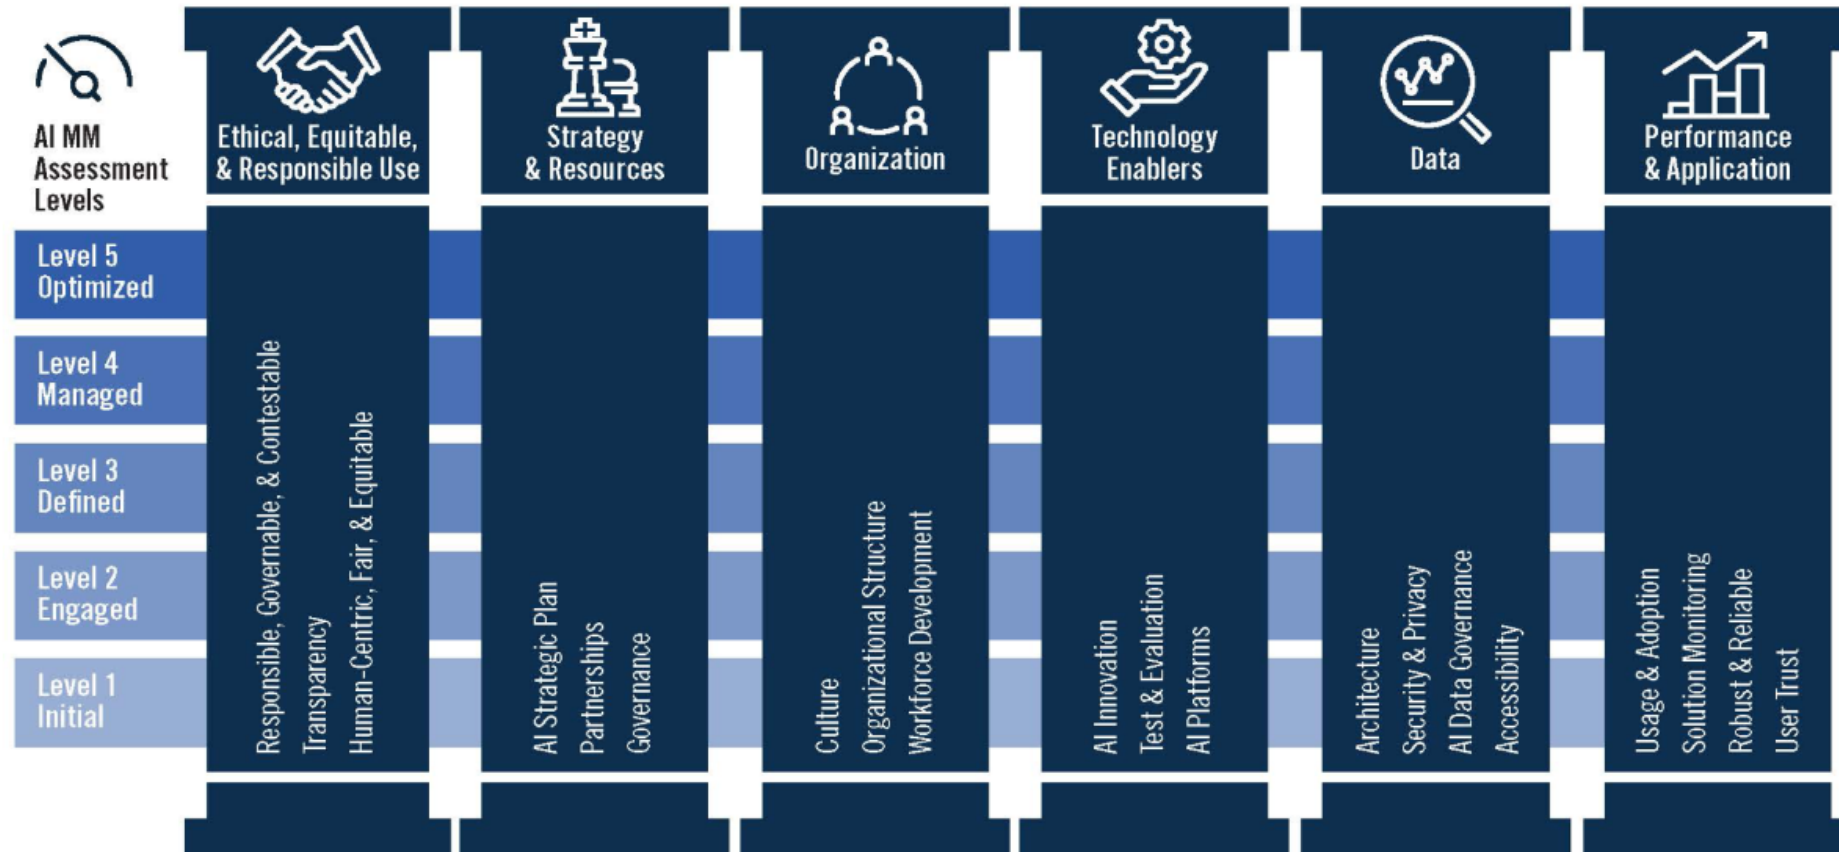 AI MM
Assessment
Levels
Ethical, Equitable,
& Responsible Use
Strategy
& Resources
Organization
Technology
Enablers
Data
Performance
& Application
Level 5
Optimized
Level 4
Managed
Level 3
Defined
Level 2
Engaged
Level 1
Initial
Responsible, Governable, & Contestable
Transparency
Human-Centric, Fair, & Equitable
AI Strategic Plan
Partnerships
Governance
Culture
Organizational Structure
Workforce Development
AI Innovation
Test & Evaluation
AI Platforms
Architecture
Security & Privacy
AI Data Governance
Accessibility
Usage & Adoption
Solution Monitoring
Robust & Reliable
User Trust